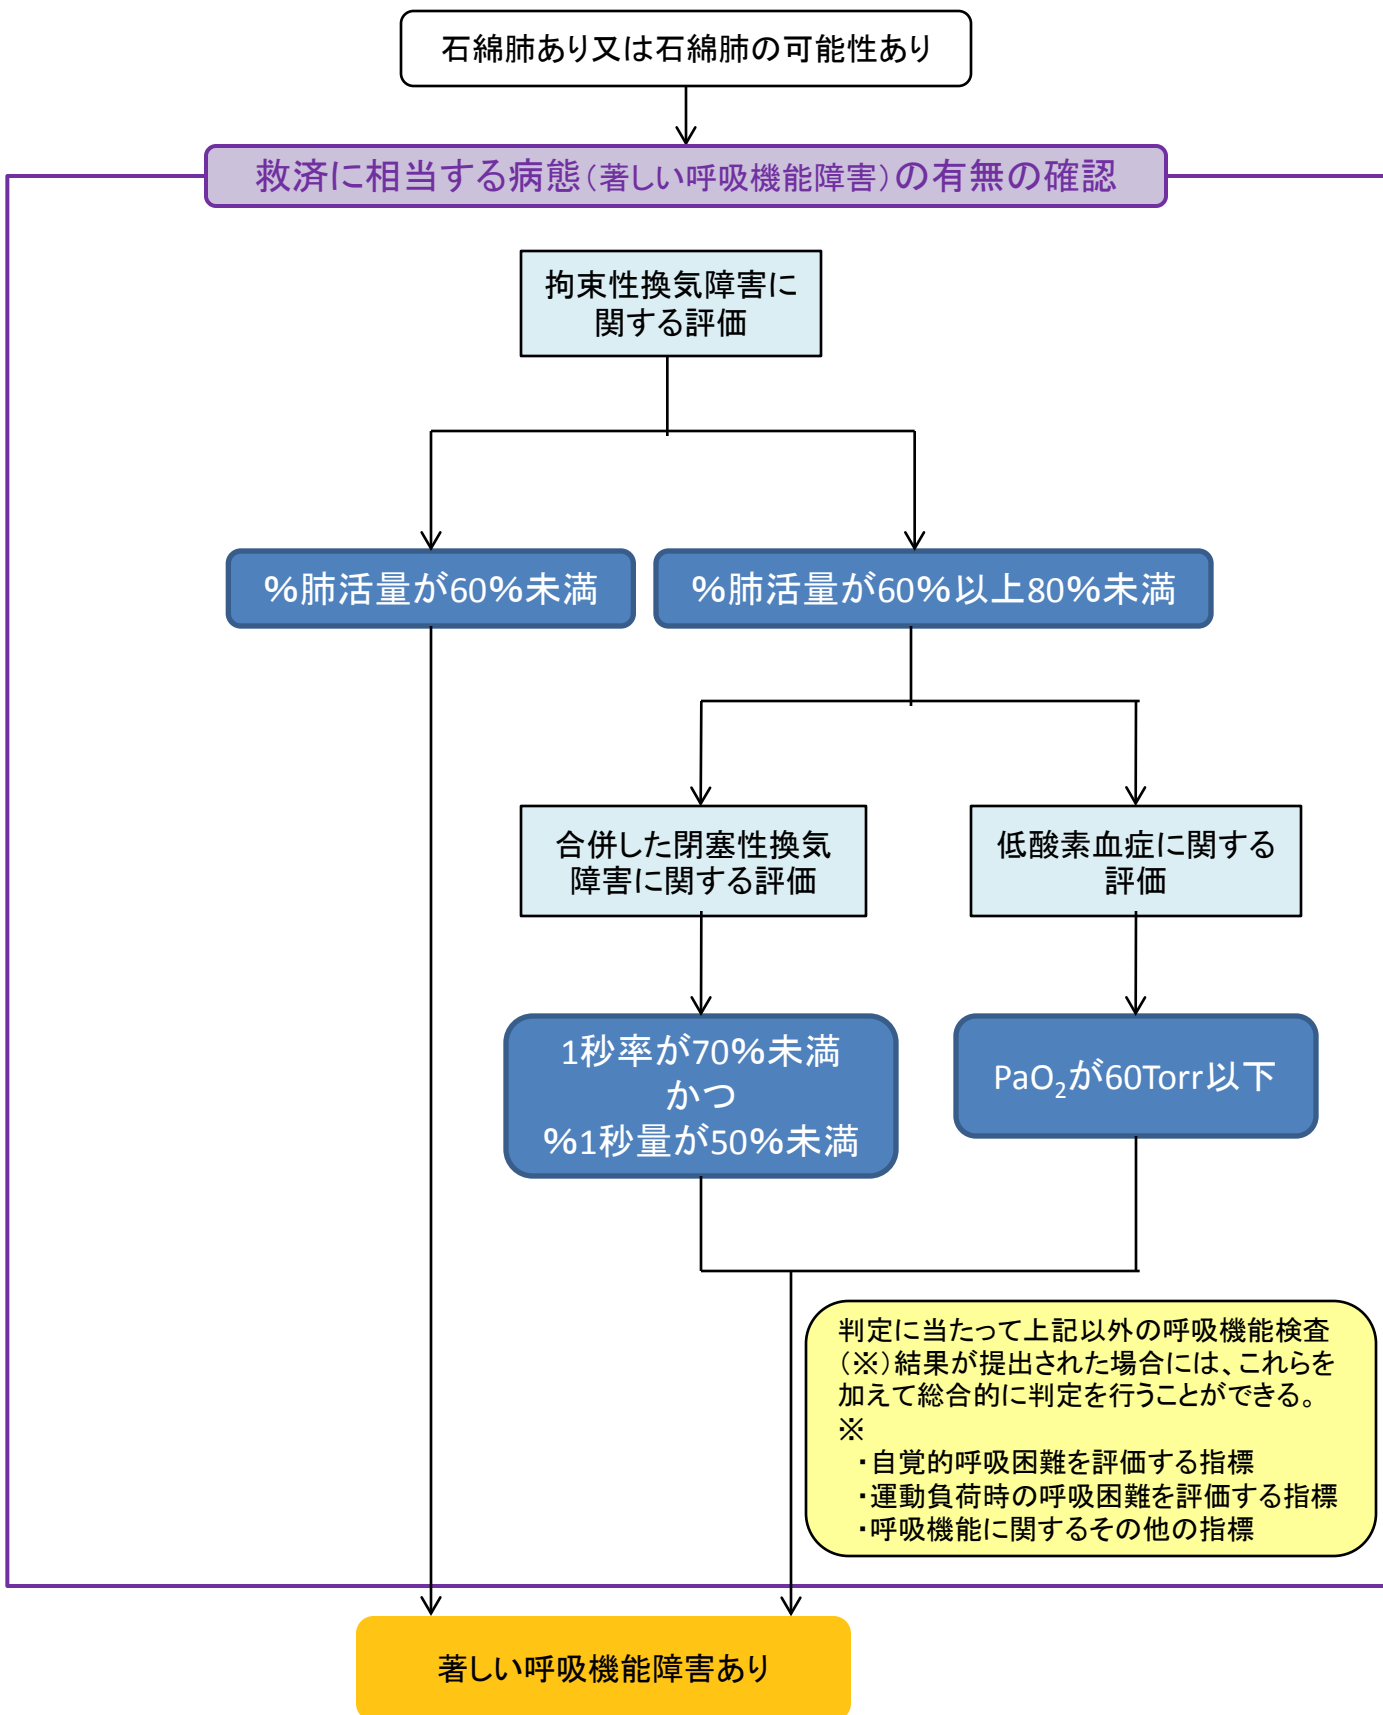 石綿肺あり又は石綿肺の可能性あり
救済に相当する病態(著しい呼吸機能障害)の有無の確認
拘束性換気障害に
関する評価
%肺活量が60%未満
%肺活量が60%以上80%未満
合併した閉塞性換気
障害に関する評価
低酸素血症に関する
評価
1秒率が70%未満
かつ
%1秒量が50%未満
PaO₂が60Torr以下
判定に当たって上記以外の呼吸機能検査
(※)結果が提出された場合には、これらを
加えて総合的に判定を行うことができる。
※
・自覚的呼吸困難を評価する指標
・運動負荷時の呼吸困難を評価する指標
・呼吸機能に関するその他の指標
著しい呼吸機能障害あり